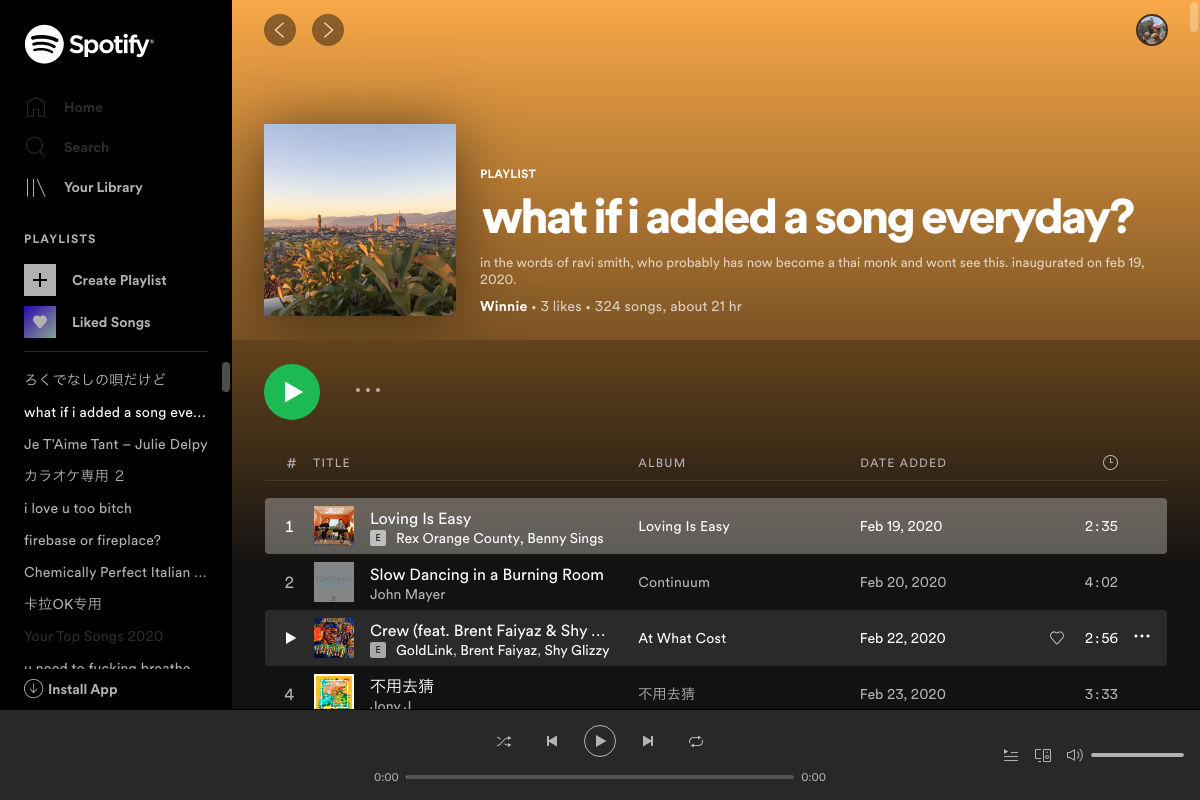 Spotify
Home
Search
Your Library
PLAYLISTS
Create Playlist
Liked Songs
ろくでなしの唄だけど
what if i added a song eve...
Je T'Aime Tant – Julie Delpy
カラオケ専用 2
i love u too bitch
firebase or fireplace?
Chemically Perfect Italian ...
卡拉OK专用
Your Top Songs 2020
u need to fucking breathe
Install App
PLAYLIST
what if i added a song everyday?
in the words of ravi smith, who probably has now become a thai monk and wont see this. inaugurated on feb 19,
2020.
Winnie • 3 likes • 324 songs, about 21 hr
# TITLE ALBUM DATE ADDED
1 Loving Is Easy Loving Is Easy Feb 19, 2020 2:35
E Rex Orange County, Benny Sings
2 Slow Dancing in a Burning Room Continuum Feb 20, 2020 4:02
John Mayer
Crew (feat. Brent Faiyaz & Shy ... At What Cost Feb 22, 2020 2:56
E GoldLink, Brent Faiyaz, Shy Glizzy
4 不用去猜 不用去猜 Feb 23, 2020 3:33
Jony J
0:00 0:00